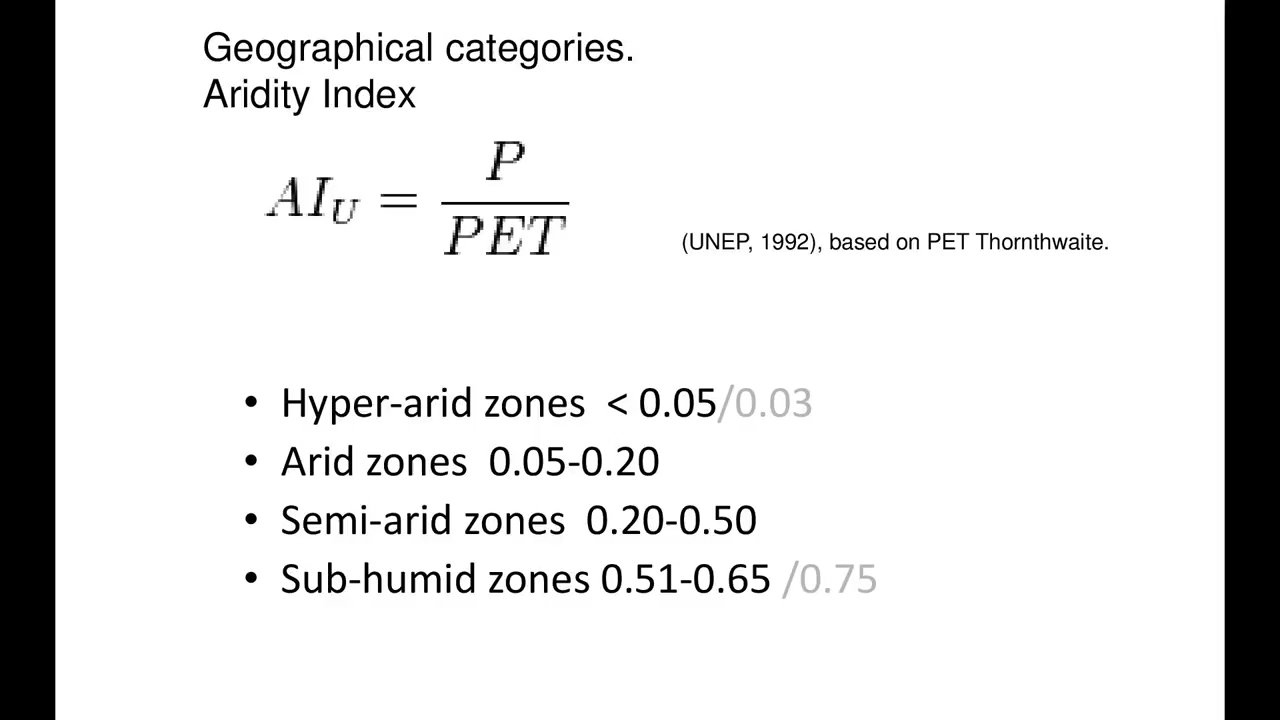 Geographical categories.
Aridity Index
AI_U = P / PET
(UNEP, 1992), based on PET Thornthwaite.
• Hyper-arid zones < 0.05/0.03
• Arid zones 0.05-0.20
• Semi-arid zones 0.20-0.50
• Sub-humid zones 0.51-0.65 /0.75